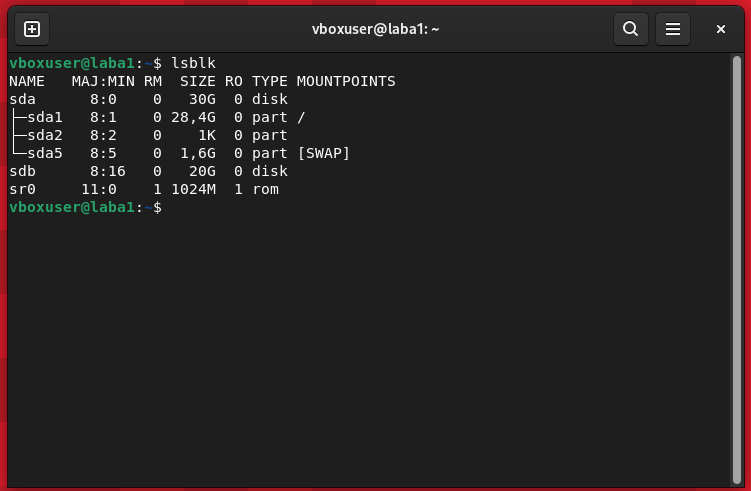 vboxuser@laba1: ~
vboxuser@laba1:~$ lsblk
NAME   MAJ:MIN RM  SIZE RO TYPE MOUNTPOINTS
sda      8:0    0   30G  0 disk
├─sda1   8:1    0 28,4G  0 part /
├─sda2   8:2    0    1K  0 part
└─sda5   8:5    0  1,6G  0 part [SWAP]
sdb      8:16   0   20G  0 disk
sr0     11:0    1 1024M  1 rom
vboxuser@laba1:~$